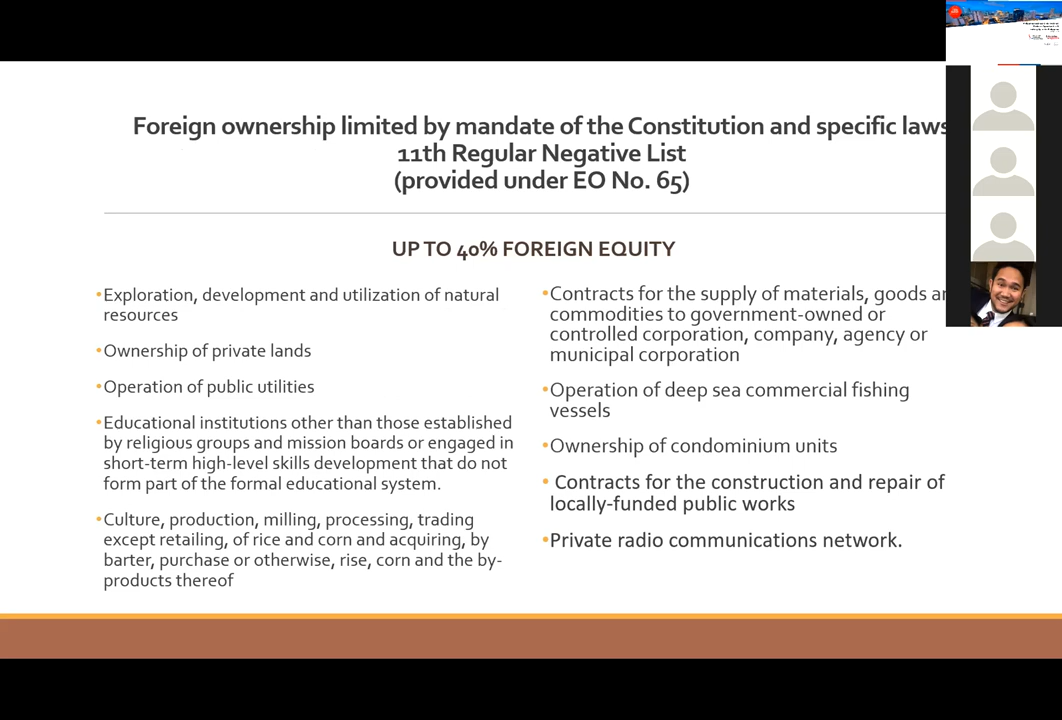 Foreign ownership limited by mandate of the Constitution and specific laws
11th Regular Negative List
(provided under EO No. 65)
UP TO 40% FOREIGN EQUITY
•Exploration, development and utilization of natural
resources
•Ownership of private lands
•Operation of public utilities
•Educational institutions other than those established
by religious groups and mission boards or engaged in
short-term high-level skills development that do not
form part of the formal educational system.
•Culture, production, milling, processing, trading
except retailing, of rice and corn and acquiring, by
barter, purchase or otherwise, rise, corn and the by-
products thereof
•Contracts for the supply of materials, goods
commodities to government-owned or
controlled corporation, company, agency or
municipal corporation
•Operation of deep sea commercial fishing
vessels
•Ownership of condominium units
• Contracts for the construction and repair of
locally-funded public works
•Private radio communications network.